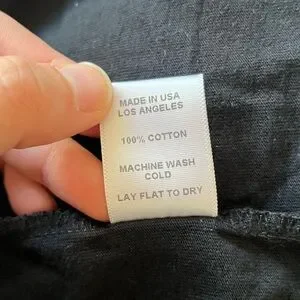 MADE IN USA
LOS ANGELES
100% COTTON
MACHINE WASH
COLD
LAY FLAT TO DRY